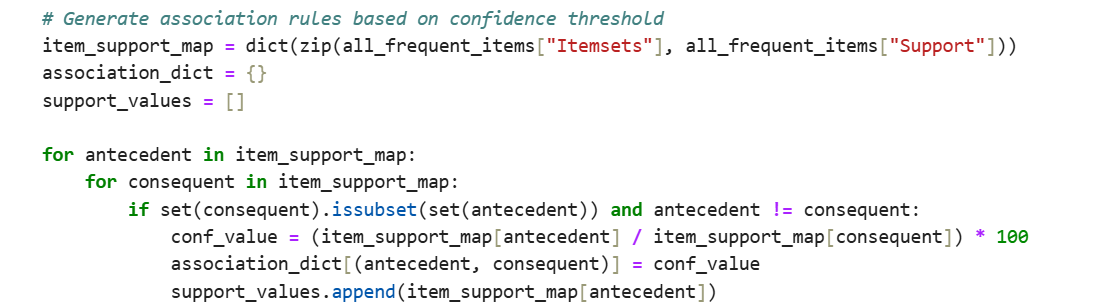 # Generate association rules based on confidence threshold
item_support_map = dict(zip(all_frequent_items["Itemsets"], all_frequent_items["Support"]))
association_dict = {}
support_values = []

for antecedent in item_support_map:
    for consequent in item_support_map:
        if set(consequent).issubset(set(antecedent)) and antecedent != consequent:
            conf_value = (item_support_map[antecedent] / item_support_map[consequent]) * 100
            association_dict[(antecedent, consequent)] = conf_value
            support_values.append(item_support_map[antecedent])